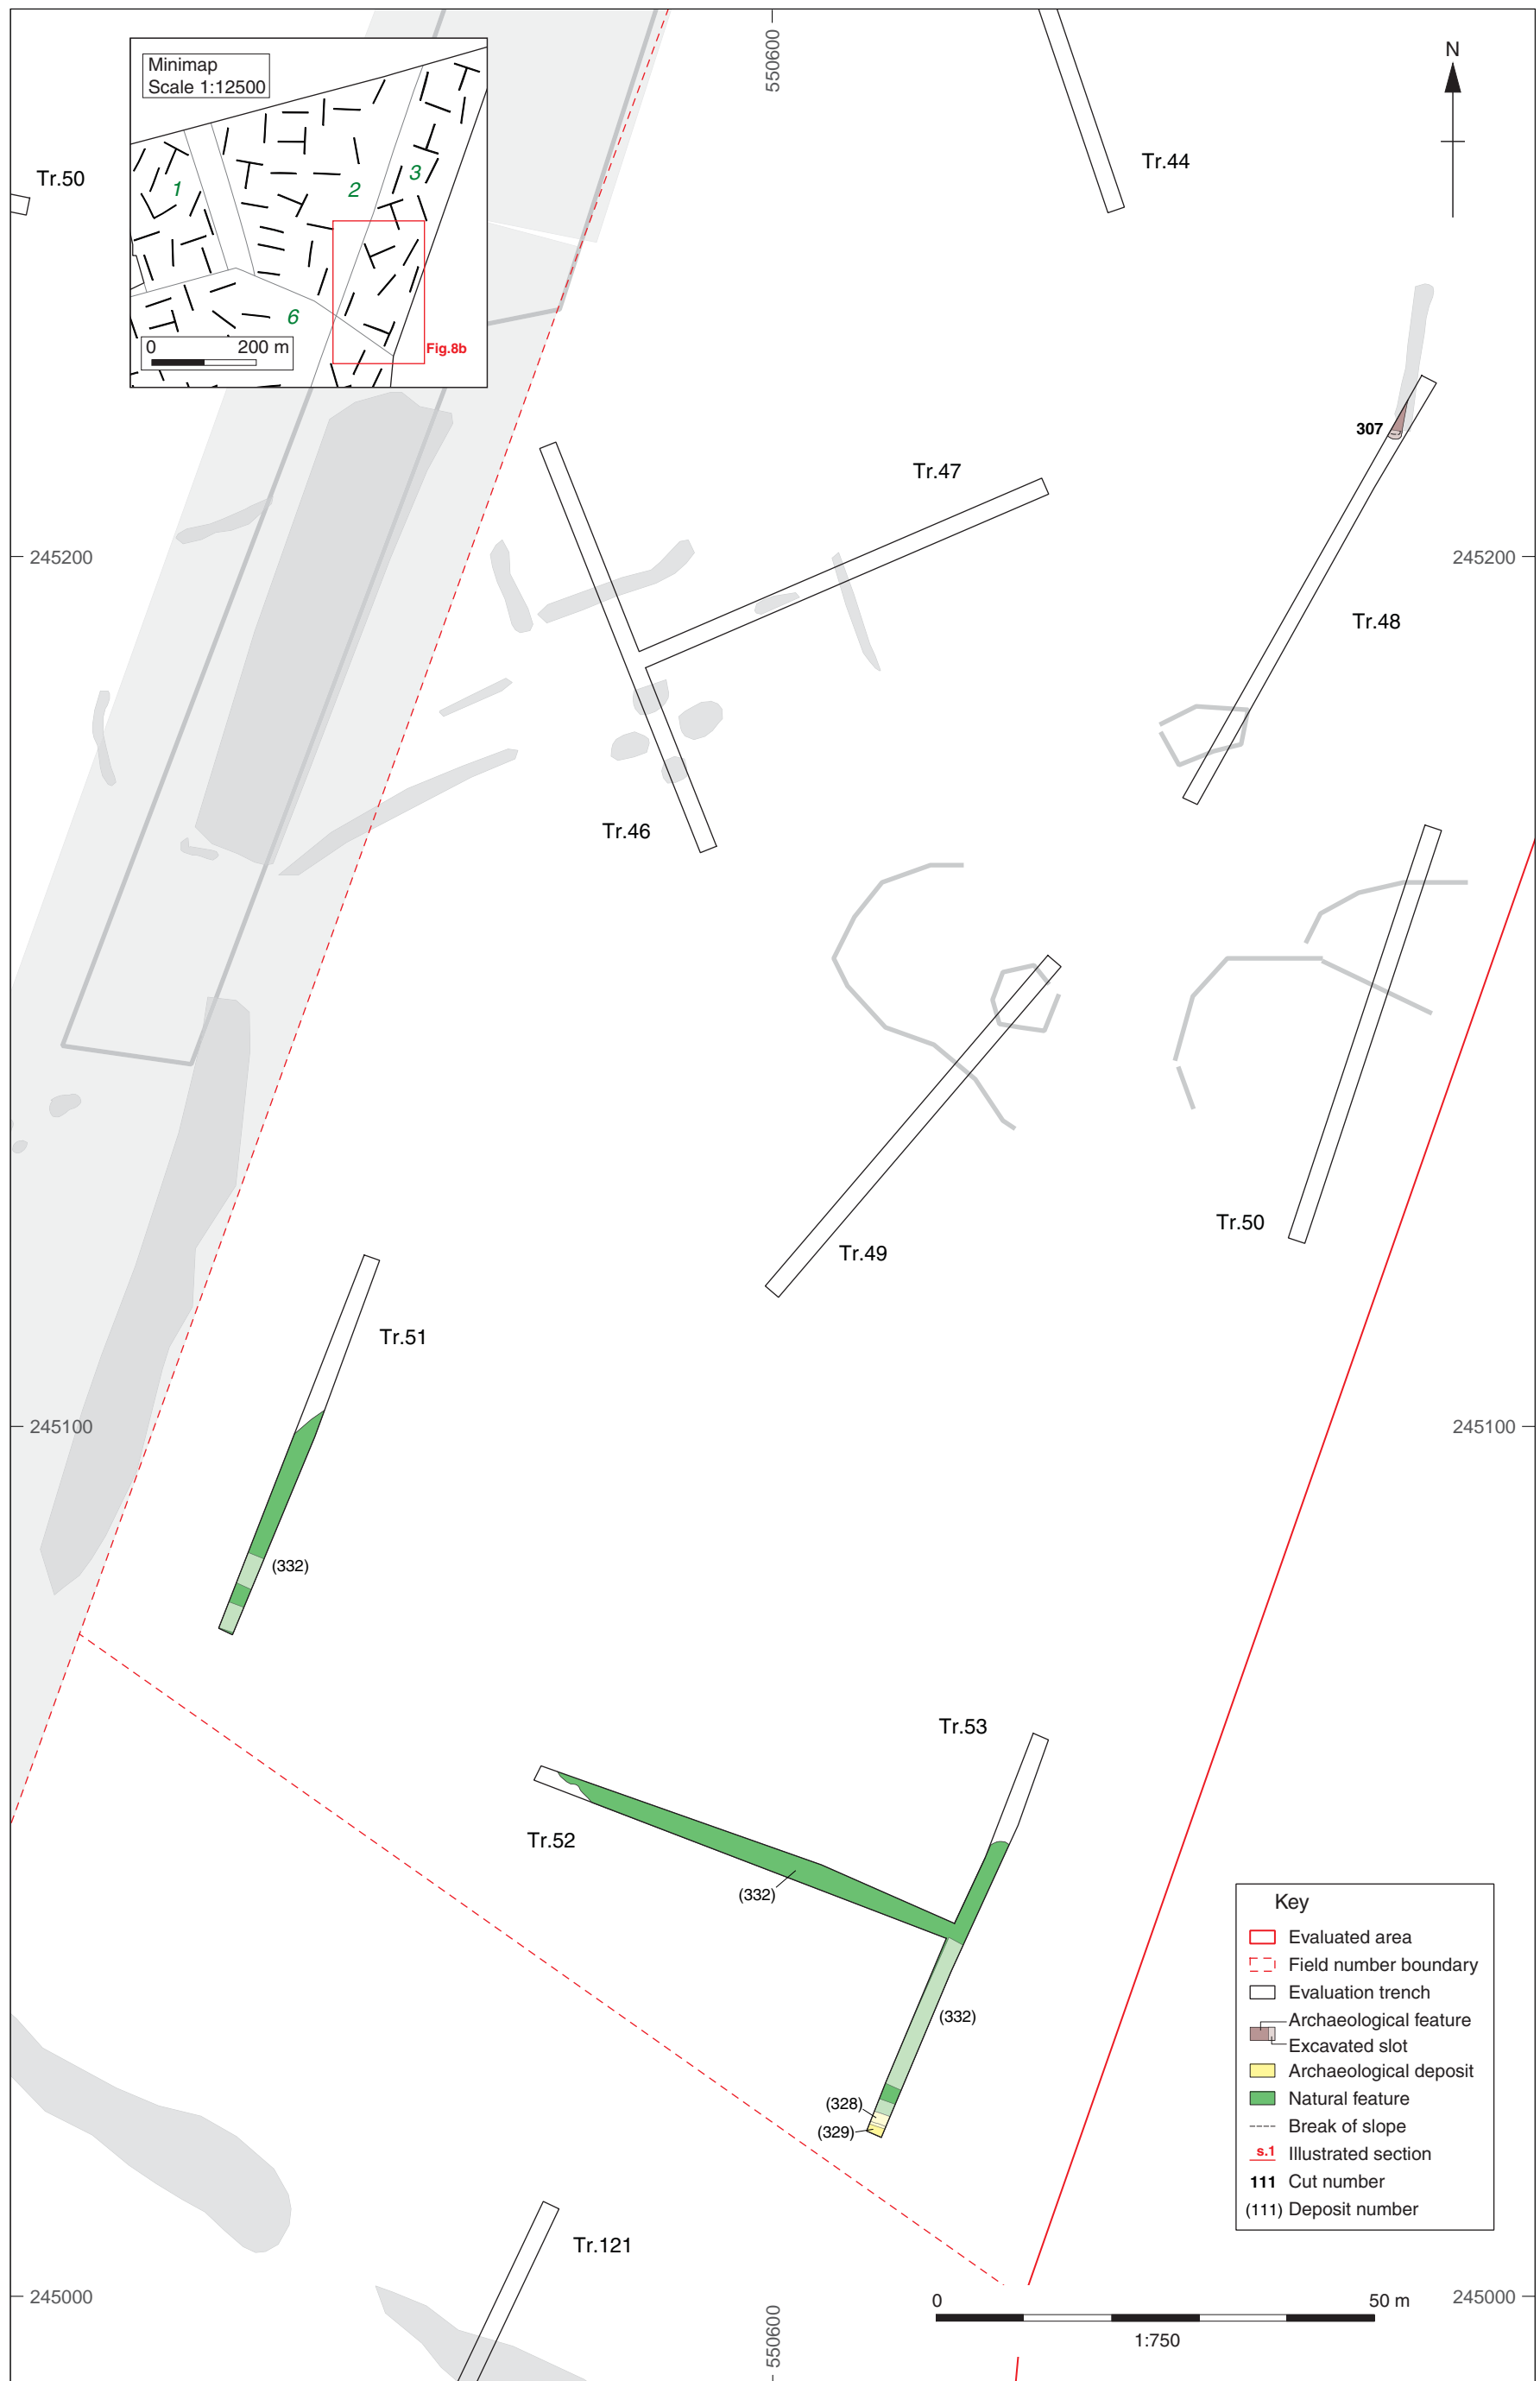 550600
Minimap
Scale 1:12500
N
Tr.50
Tr.44
1
2
3
6
0 200 m
Fig.8b
307
Tr.47
245200
245200
Tr.48
Tr.46
Tr.50
Tr.49
Tr.51
245100
245100
(332)
Tr.53
Tr.52
(332)
(332)
(328)
(329)
Key
Evaluated area
Field number boundary
Evaluation trench
Archaeological feature
Excavated slot
Archaeological deposit
Natural feature
Break of slope
s.1 Illustrated section
111 Cut number
(111) Deposit number
Tr.121
245000
245000
0 50 m
1:750
550600